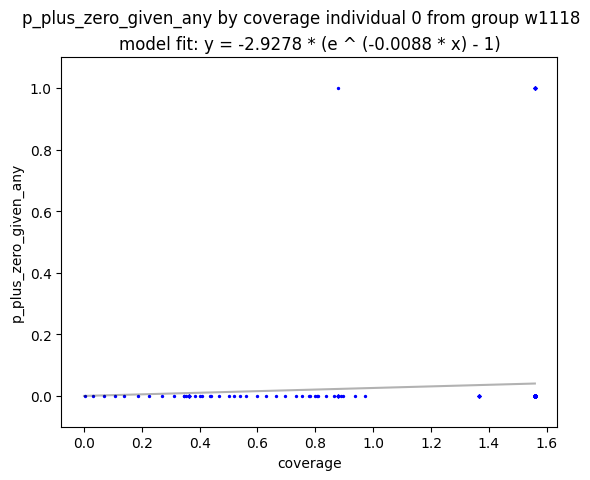 p_plus_zero_given_any by coverage individual 0 from group w1118
model fit: y = -2.9278 * (e ^ (-0.0088 * x) - 1)
1.0
0.8
0.6
0.4
0.2
0.0
p_plus_zero_given_any
0.0 0.2 0.4 0.6 0.8 1.0 1.2 1.4 1.6
coverage